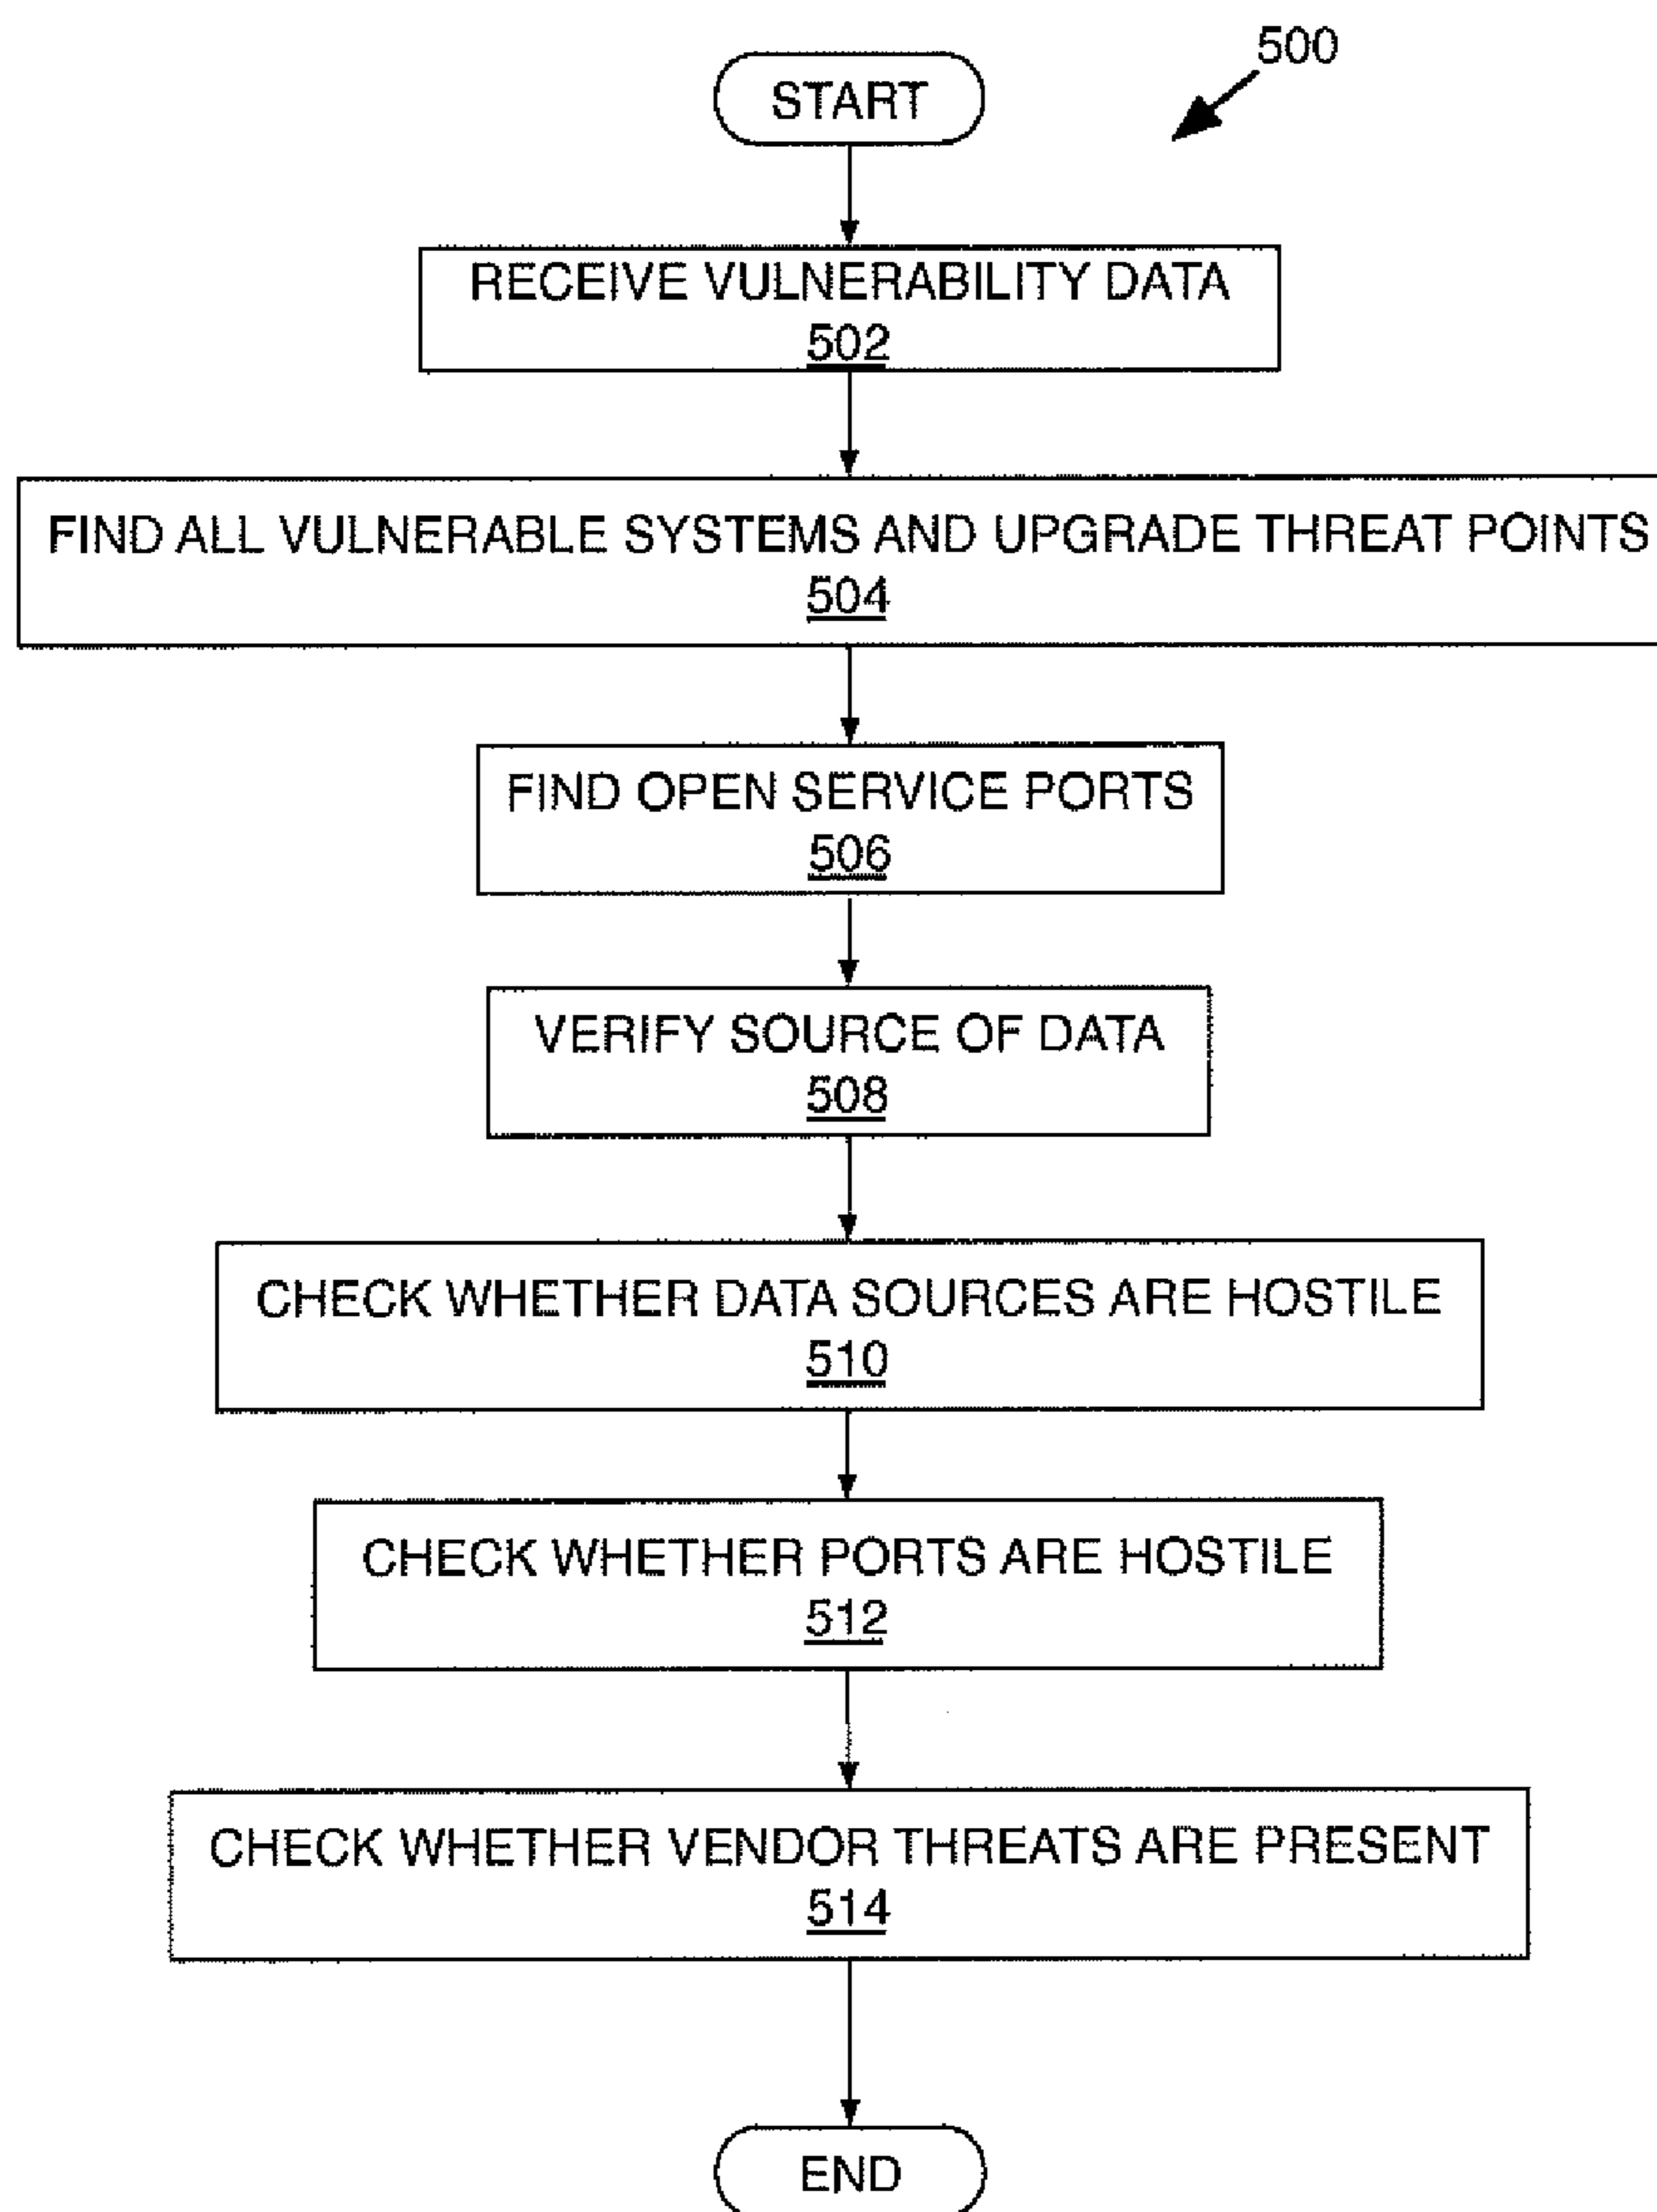 500
START
RECEIVE VULNERABILITY DATA
502
FIND ALL VULNERABLE SYSTEMS AND UPGRADE THREAT POINTS
504
FIND OPEN SERVICE PORTS
506
VERIFY SOURCE OF DATA
508
CHECK WHETHER DATA SOURCES ARE HOSTILE
510
CHECK WHETHER PORTS ARE HOSTILE
512
CHECK WHETHER VENDOR THREATS ARE PRESENT
514
END